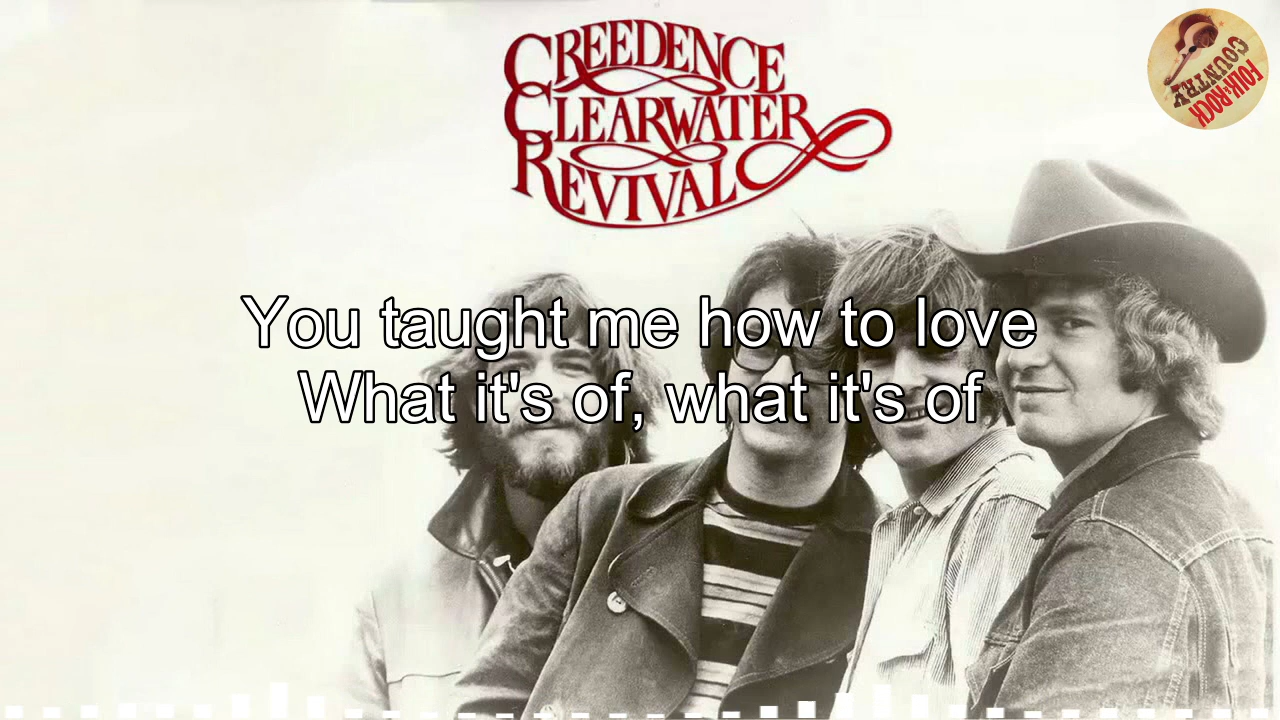 CREEDENCE
CLEARWATER
REVIVAL
COUNTRY
FOLK & ROCK
You taught me how to love
What it's of, what it's of